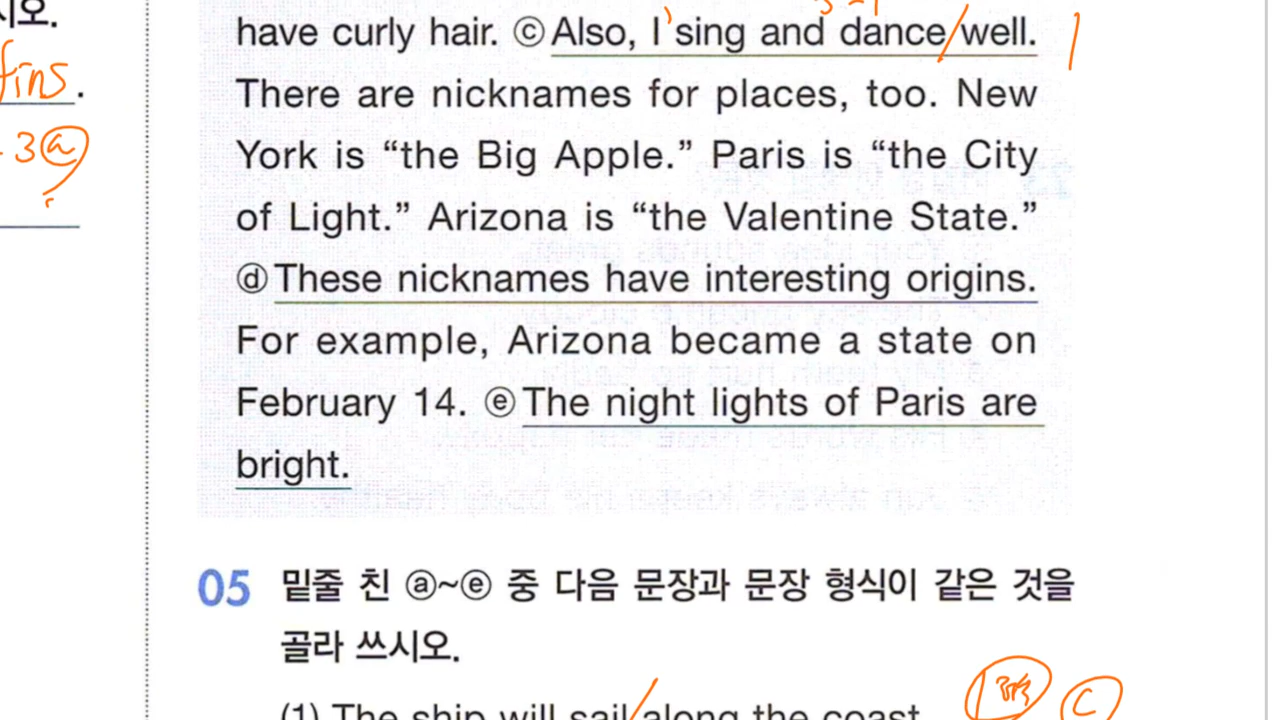 시오.
fins.
3ⓐ
have curly hair. ⓒAlso, I sing and dance/well.
There are nicknames for places, too. New
York is “the Big Apple.” Paris is “the City
of Light.” Arizona is “the Valentine State.”
ⓓThese nicknames have interesting origins.
For example, Arizona became a state on
February 14. ⓔThe night lights of Paris are
bright.
05 밑줄 친 ⓐ~ⓔ 중 다음 문장과 문장 형식이 같은 것을
골라 쓰시오.
(1) The ship will sail/along the coast. ⓒ